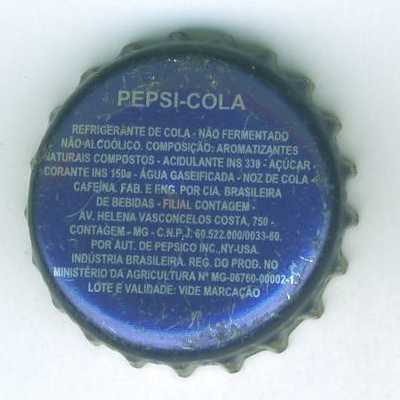 PEPSI-COLA
REFRIGERANTE DE COLA - NÃO FERMENTADO
NÃO ALCOÓLICO. COMPOSIÇÃO: AROMATIZANTES
NATURAIS COMPOSTOS - ACIDULANTE INS 338 - AÇÚCAR -
CORANTE INS 150a - ÁGUA GASEIFICADA - NOZ DE COLA -
CAFEÍNA. FAB. E ENG. POR CIA. BRASILEIRA
DE BEBIDAS - FILIAL CONTAGEM -
AV. HELENA VASCONCELOS COSTA, 750 -
CONTAGEM - MG - C.N.P.J: 60.522.000/0033-60.
POR AUT. DE PEPSICO INC.,NY-USA.
INDÚSTRIA BRASILEIRA. REG. DO PROD. NO
MINISTÉRIO DA AGRICULTURA Nº MG-06760-00002-1.
LOTE E VALIDADE: VIDE MARCAÇÃO